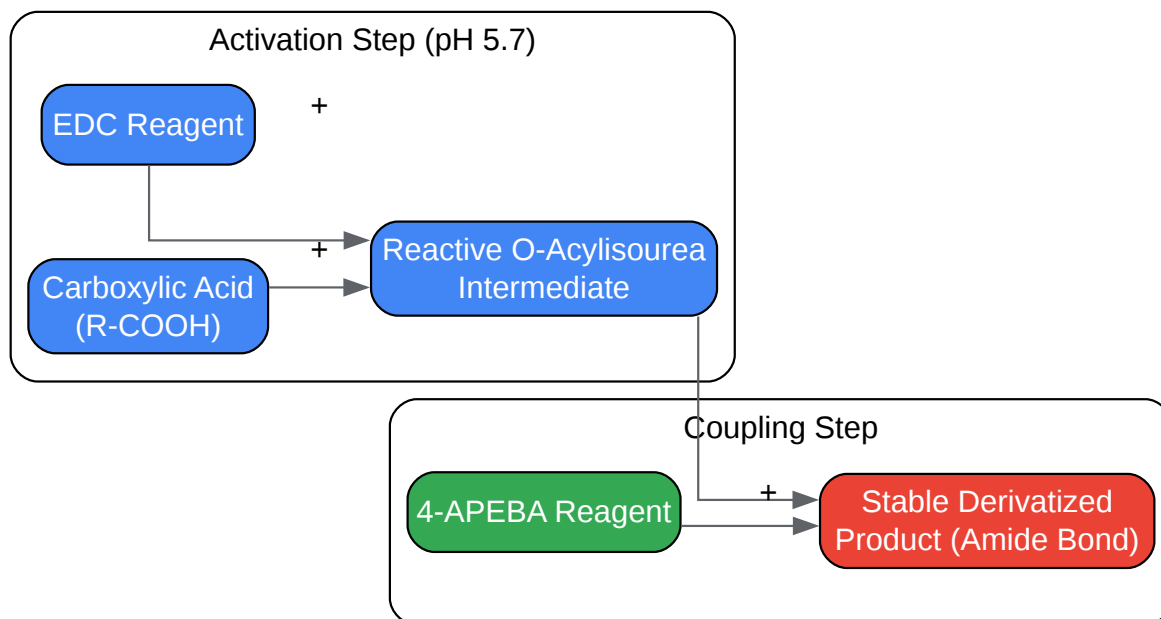 Activation Step (pH 5.7)
+
EDC Reagent
+
Reactive O-Acylisourea
Intermediate
Carboxylic Acid
(R-COOH)
Coupling Step
+
4-APEBA Reagent
Stable Derivatized
Product (Amide Bond)